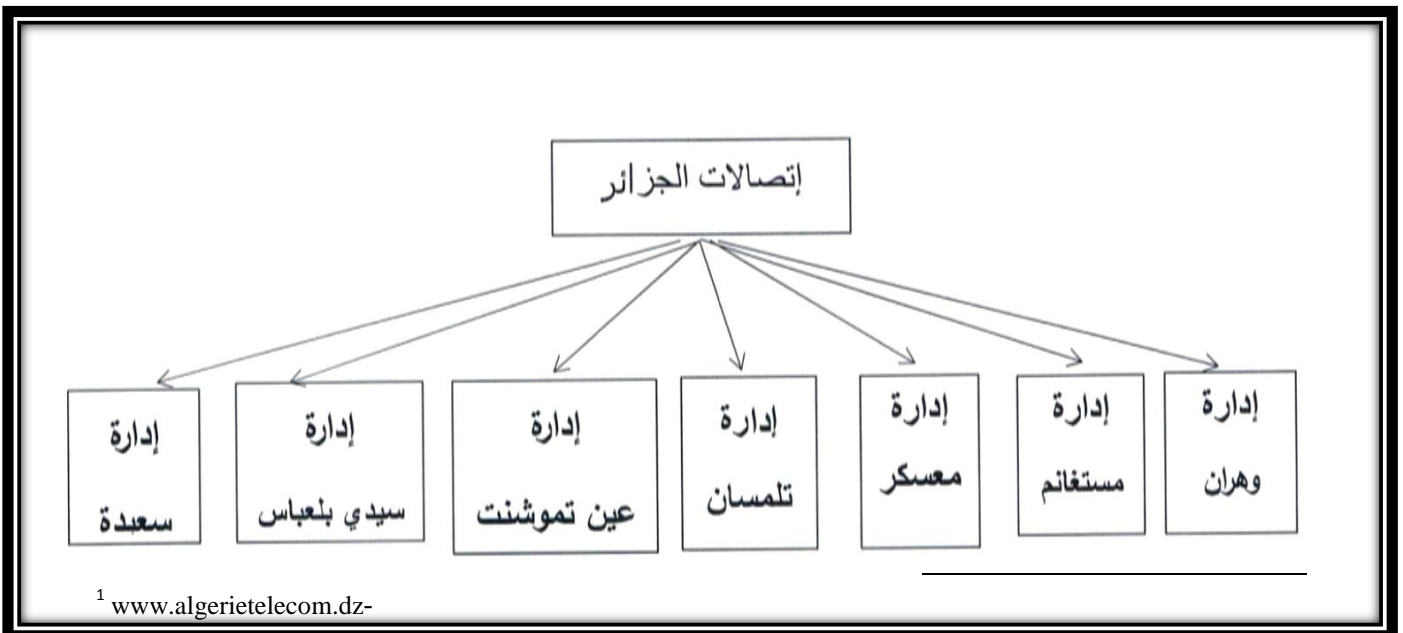 إتصالات الجزائر
إدارة
وهران
إدارة
مستغانم
إدارة
معسكر
إدارة
تلمسان
إدارة
عين تموشنت
إدارة
سيدي بلعباس
إدارة
سعبدة
1 www.algerietelecom.dz-